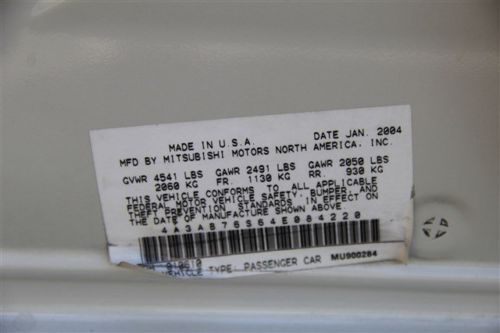 MADE IN U.S.A. DATE JAN. 2004
MFD BY MITSUBISHI MOTORS NORTH AMERICA, INC.
GVWR 4541 LBS GAWR 2491 LBS GAWR 2050 LBS
2060 KG FR. 1130 KG RR. 930 KG
THIS VEHICLE CONFORMS TO ALL APPLICABLE
FEDERAL MOTOR VEHICLE SAFETY, BUMPER, AND
THEFT PREVENTION STANDARDS IN EFFECT ON
THE DATE OF MANUFACTURE SHOWN ABOVE.
4A3AB76S64E084220
VEHICLE TYPE: PASSENGER CAR MU900284